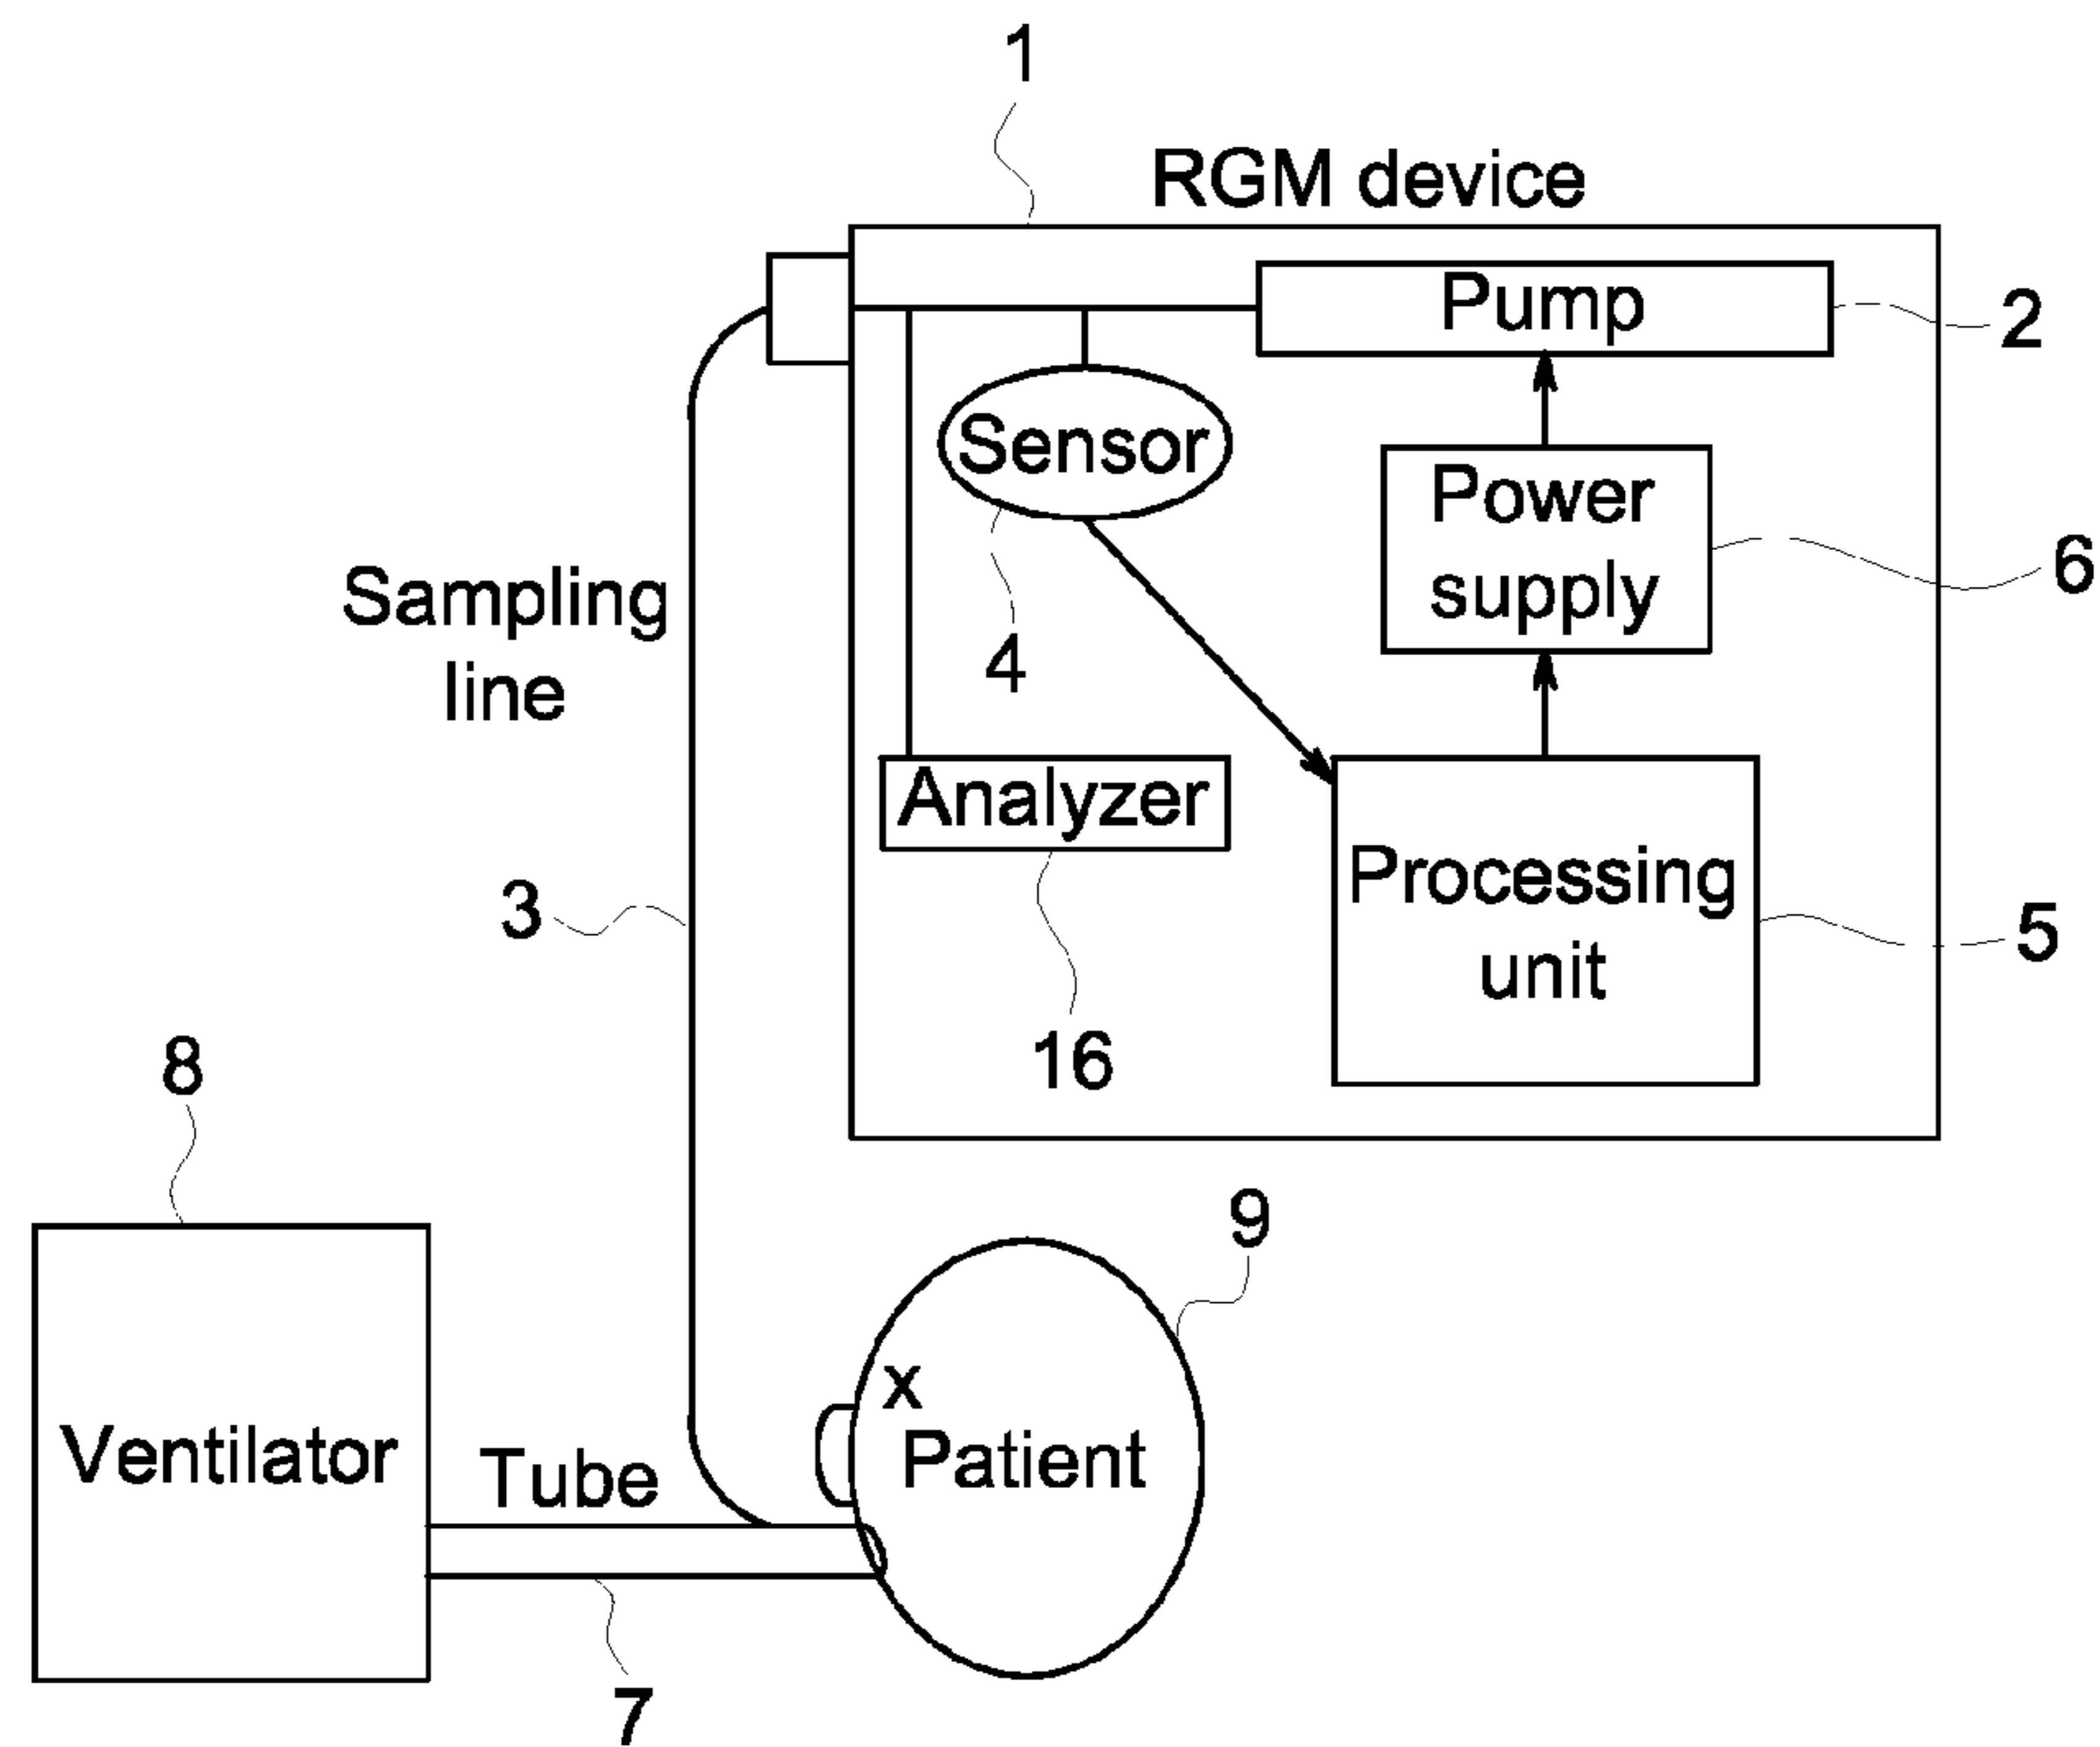 1
RGM device
Pump
2
Sensor
Power
supply
6
Sampling
line
4
Analyzer
Processing
unit
3
5
16
8
9
x
Patient
Ventilator
Tube
7